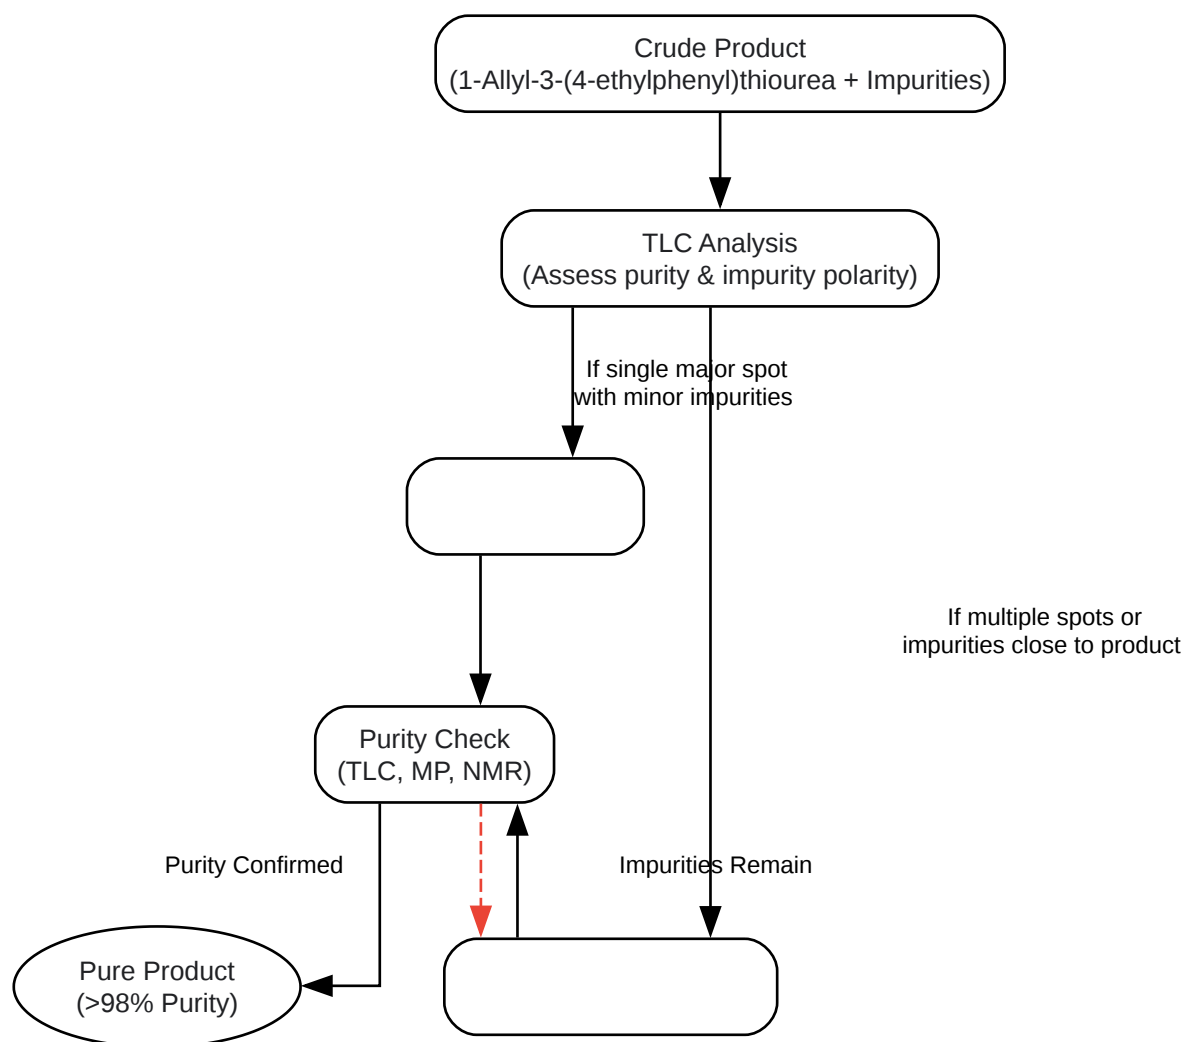 Crude Product
(1-Allyl-3-(4-ethylphenyl)thiourea + Impurities)
TLC Analysis
(Assess purity & impurity polarity)
If single major spot
with minor impurities
If multiple spots or
impurities close to product
Purity Check
(TLC, MP, NMR)
Purity Confirmed
Impurities Remain
Pure Product
(>98% Purity)